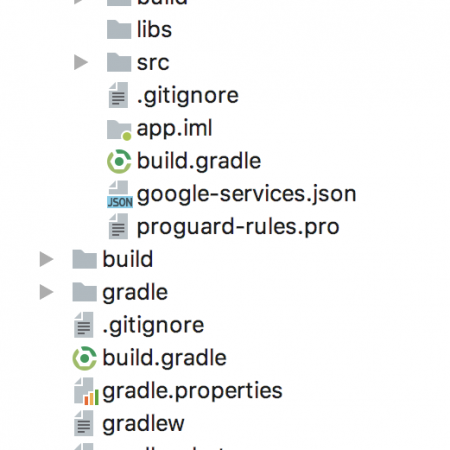 build
libs
src
.gitignore
app.iml
build.gradle
JSON google-services.json
proguard-rules.pro
build
gradle
.gitignore
build.gradle
gradle.properties
gradlew